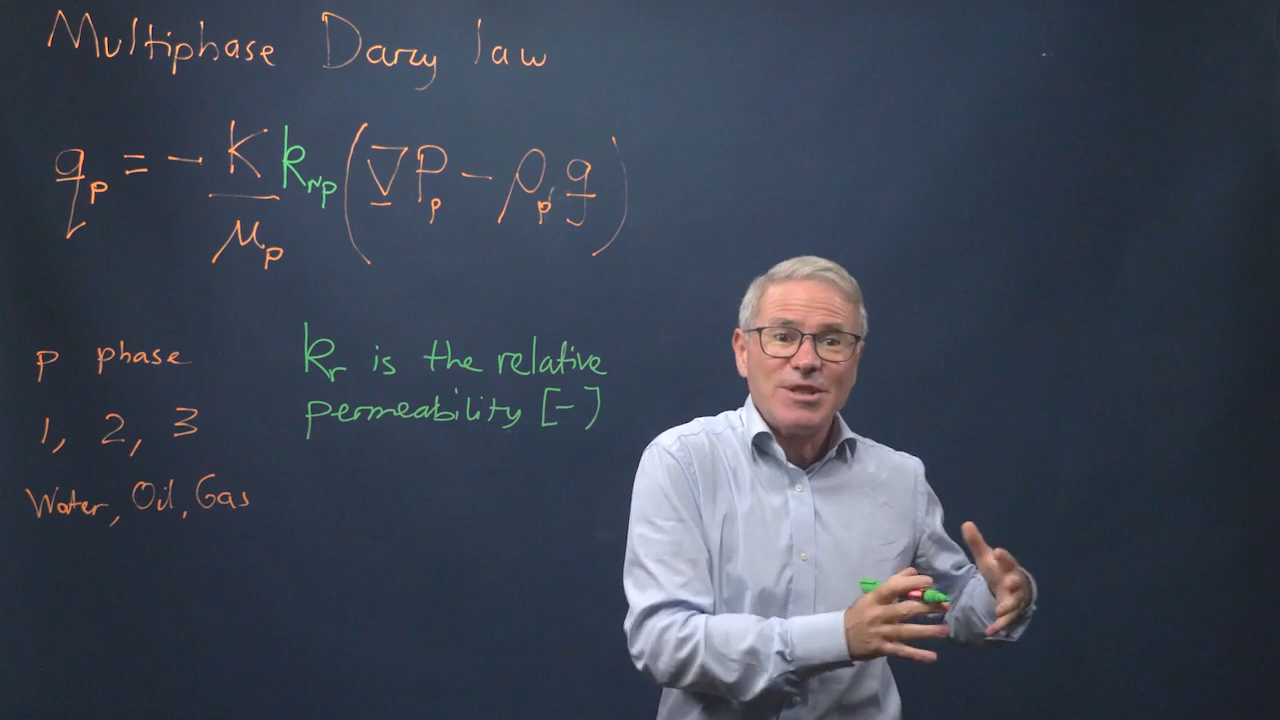 Multiphase Darcy law
q_p = - K/μ_p k_rp (∇P_p - ρ_p g)
p phase
1, 2, 3
Water, Oil, Gas
kr is the relative
permeability [-]